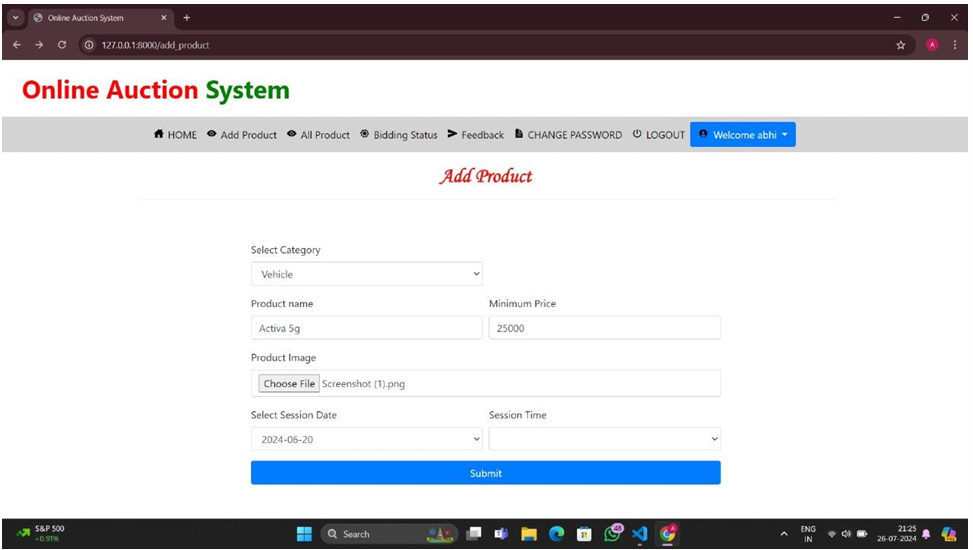 Online Auction System
127.0.0.1:8000/add_product
A
Online Auction System
HOME Add Product All Product Bidding Status Feedback CHANGE PASSWORD LOGOUT Welcome abhi
Add Product
Select Category
Vehicle
Product name Minimum Price
Activa 5g 25000
Product Image
Choose File Screenshot (1).png
Select Session Date Session Time
2024-06-20
Submit
S&P 500
+0.91%
Search
48
ENG
IN
21:25
26-07-2024